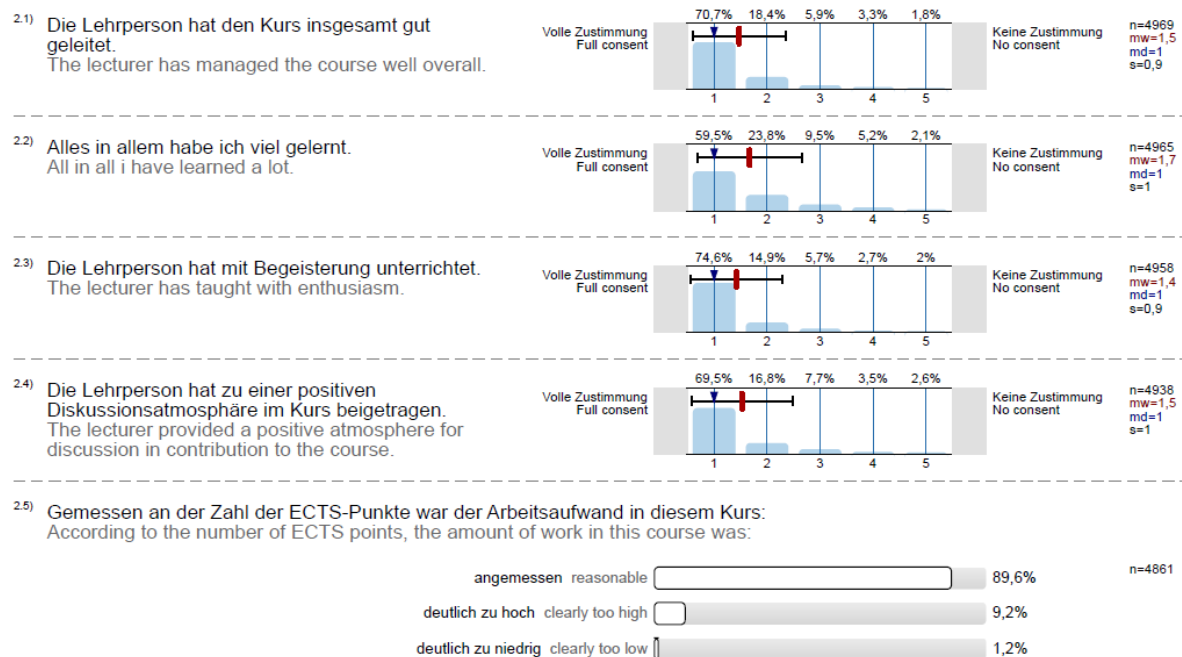 2.1) Die Lehrperson hat den Kurs insgesamt gut
geleitet.
The lecturer has managed the course well overall.
Volle Zustimmung
Full consent
70,7% 18,4% 5,9% 3,3% 1,8%
1 2 3 4 5
Keine Zustimmung
No consent
n=4969
mw=1,5
md=1
s=0,9
2.2) Alles in allem habe ich viel gelernt.
All in all i have learned a lot.
Volle Zustimmung
Full consent
59,5% 23,8% 9,5% 5,2% 2,1%
1 2 3 4 5
Keine Zustimmung
No consent
n=4965
mw=1,7
md=1
s=1
2.3) Die Lehrperson hat mit Begeisterung unterrichtet.
The lecturer has taught with enthusiasm.
Volle Zustimmung
Full consent
74,6% 14,9% 5,7% 2,7% 2%
1 2 3 4 5
Keine Zustimmung
No consent
n=4958
mw=1,4
md=1
s=0,9
2.4) Die Lehrperson hat zu einer positiven
Diskussionsatmosphäre im Kurs beigetragen.
The lecturer provided a positive atmosphere for
discussion in contribution to the course.
Volle Zustimmung
Full consent
69,5% 16,8% 7,7% 3,5% 2,6%
1 2 3 4 5
Keine Zustimmung
No consent
n=4938
mw=1,5
md=1
s=1
2.5) Gemessen an der Zahl der ECTS-Punkte war der Arbeitsaufwand in diesem Kurs:
According to the number of ECTS points, the amount of work in this course was:
angemessen reasonable 89,6% n=4861
deutlich zu hoch clearly too high 9,2%
deutlich zu niedrig clearly too low 1,2%